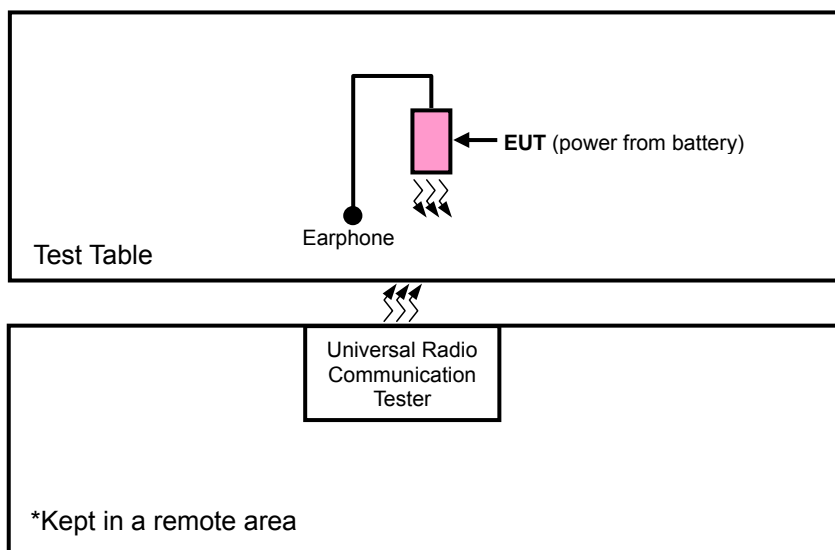 EUT (power from battery)
Earphone
Test Table
Universal Radio
Communication
Tester
*Kept in a remote area